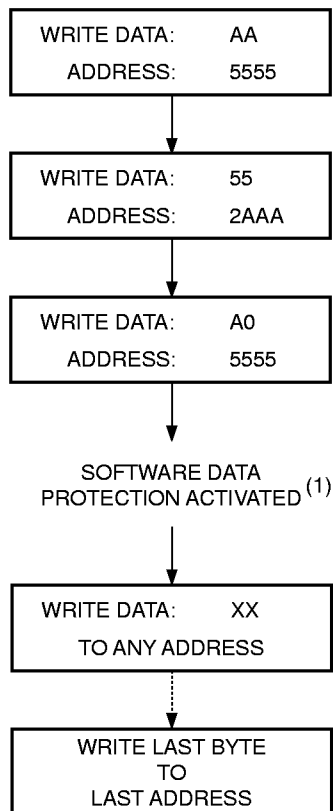 WRITE DATA: AA
ADDRESS: 5555
WRITE DATA: 55
ADDRESS: 2AAA
WRITE DATA: A0
ADDRESS: 5555
SOFTWARE DATA
PROTECTION ACTIVATED (1)
WRITE DATA: XX
TO ANY ADDRESS
WRITE LAST BYTE
TO
LAST ADDRESS